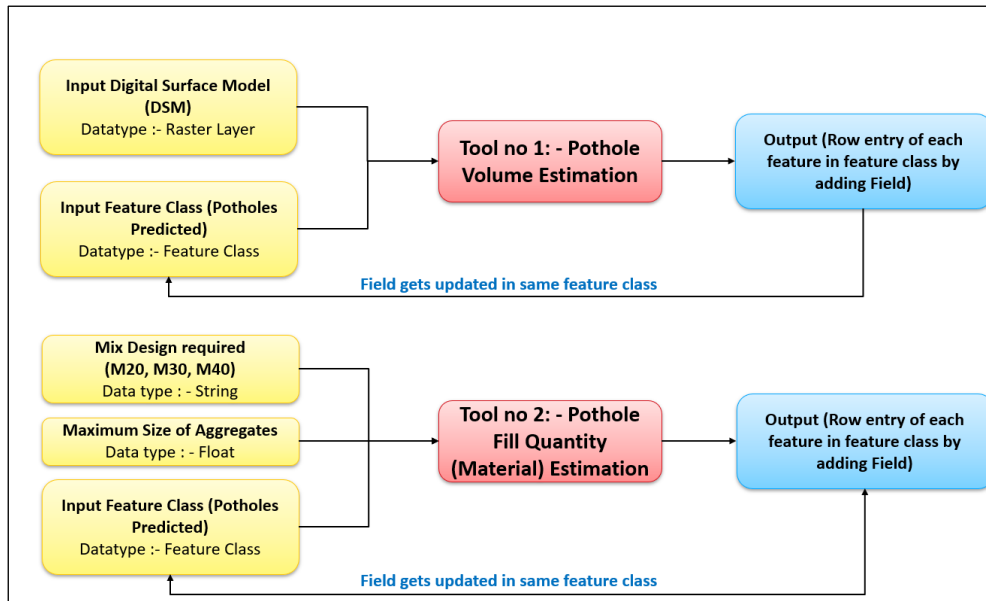 Input Digital Surface Model
(DSM)
Datatype :- Raster Layer
Input Feature Class (Potholes
Predicted)
Datatype :- Feature Class
Tool no 1: - Pothole
Volume Estimation
Output (Row entry of each
feature in feature class by
adding Field)
Field gets updated in same feature class
Mix Design required
(M20, M30, M40)
Data type : - String
Maximum Size of Aggregates
Data type : - Float
Input Feature Class (Potholes
Predicted)
Datatype :- Feature Class
Tool no 2: - Pothole
Fill Quantity
(Material) Estimation
Output (Row entry of each
feature in feature class by
adding Field)
Field gets updated in same feature class